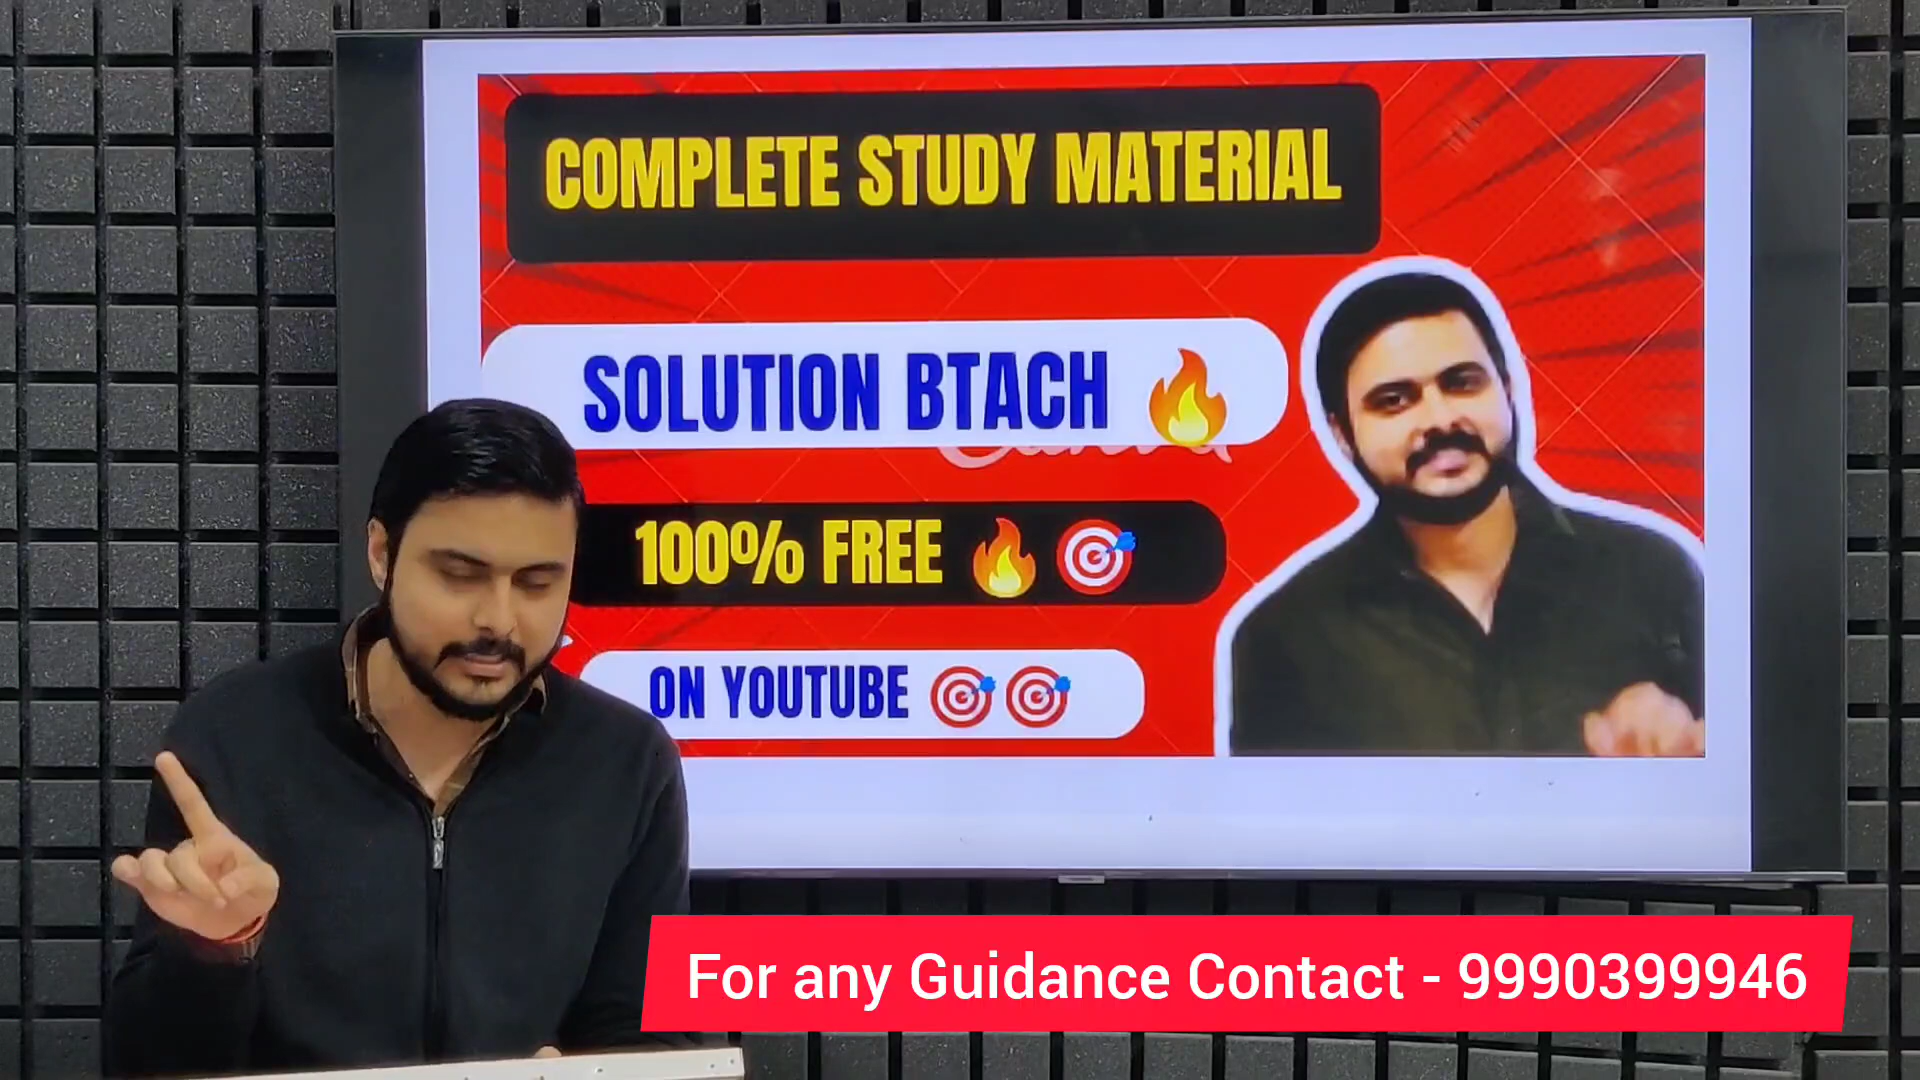 COMPLETE STUDY MATERIAL
SOLUTION BTACH 🔥
100% FREE 🔥 🎯
ON YOUTUBE 🎯🎯
For any Guidance Contact - 9990399946